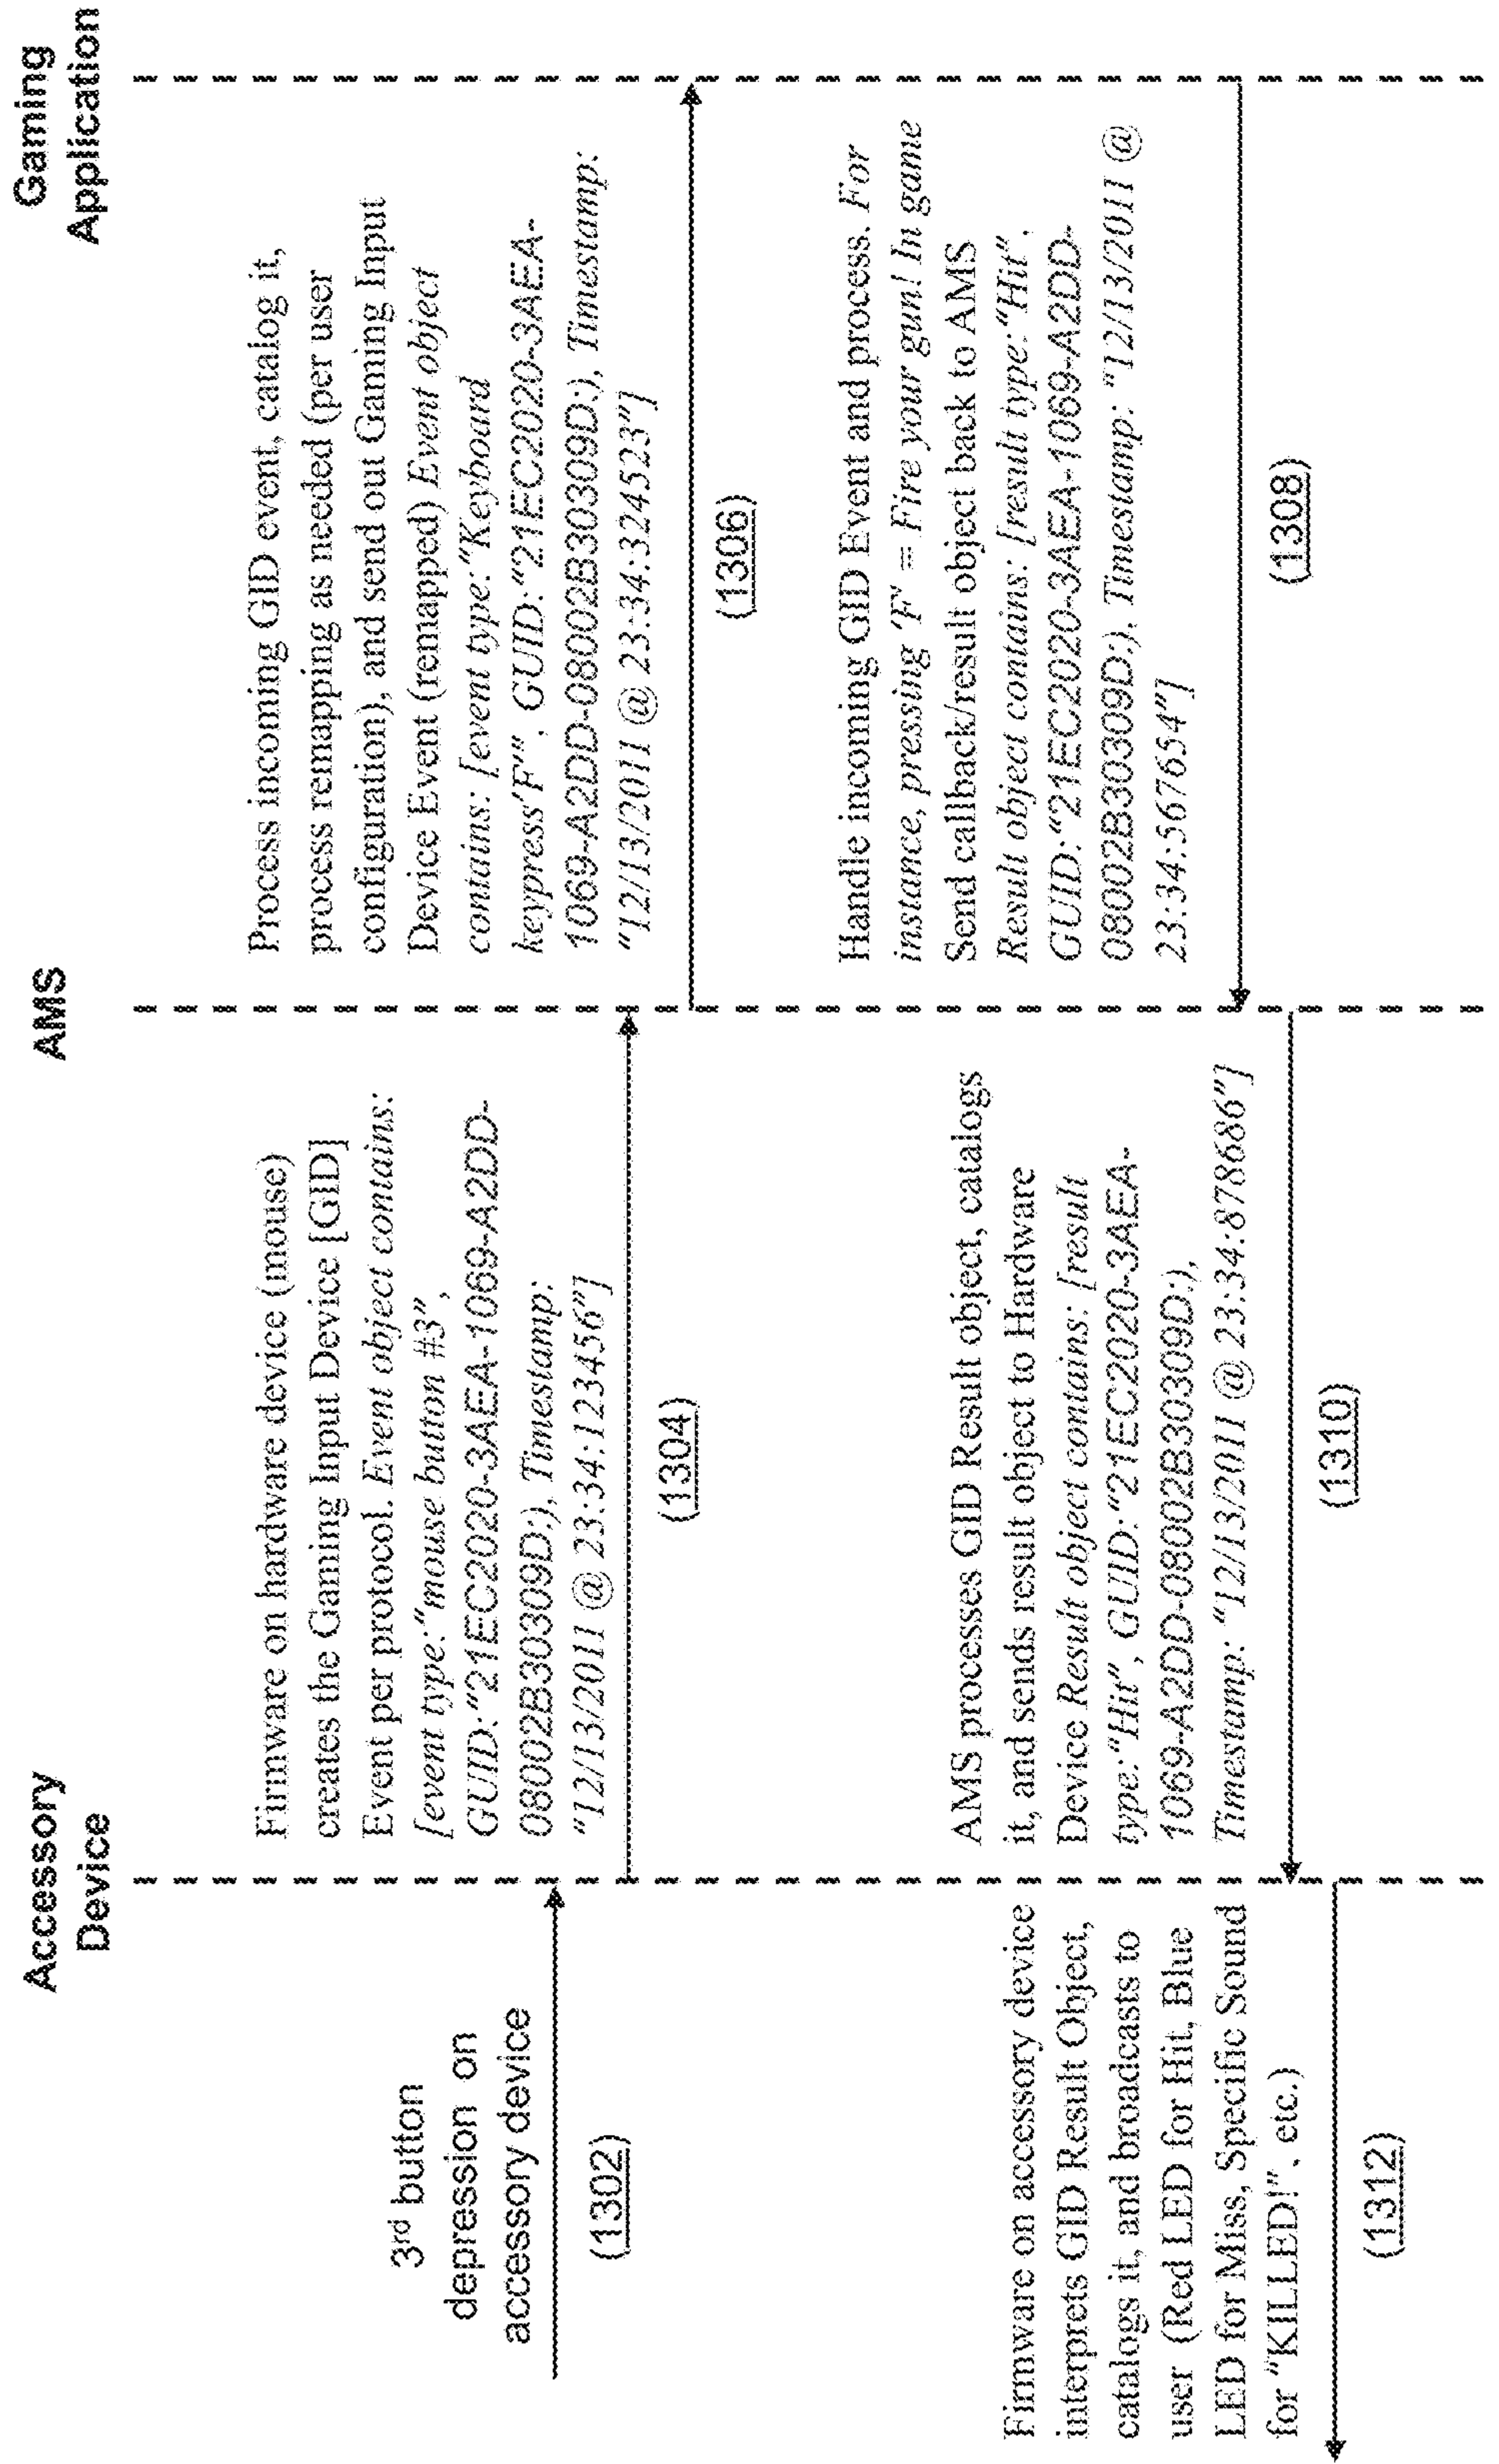 Accessory
Device
AMS
Gaming
Application
3rd button
depression on
accessory device
(1302)
Firmware on hardware device (mouse)
creates the Gaming Input Device [GID]
Event per protocol. Event object contains:
[event type:"mouse button #3",
GUID:"21EC2020-3AEA-1069-A2DD-
08002B30309D:), Timestamp:
"12/13/2011 @ 23:34:123456"]
(1304)
Process incoming GID event, catalog it,
process remapping as needed (per user
configuration), and send out Gaming Input
Device Event (remapped) Event object
contains: [event type:"Keyboard
keypress'F'", GUID:"21EC2020-3AEA-
1069-A2DD-08002B30309D:), Timestamp:
"12/13/2011 @ 23:34:324523"]
(1306)
Handle incoming GID Event and process. For
instance, pressing 'F' = Fire your gun! In game
Send callback/result object back to AMS
Result object contains: [result type:"Hit",
GUID:"21EC2020-3AEA-1069-A2DD-
08002B30309D:), Timestamp: "12/13/2011 @
23:34:567654"]
(1308)
AMS processes GID Result object, catalogs
it, and sends result object to Hardware
Device Result object contains: [result
type:"Hit", GUID:"21EC2020-3AEA-
1069-A2DD-08002B30309D:),
Timestamp: "12/13/2011 @ 23:34:878686"]
(1310)
Firmware on accessory device
interprets GID Result Object,
catalogs it, and broadcasts to
user (Red LED for Hit, Blue
LED for Miss, Specific Sound
for "KILLED!", etc.)
(1312)